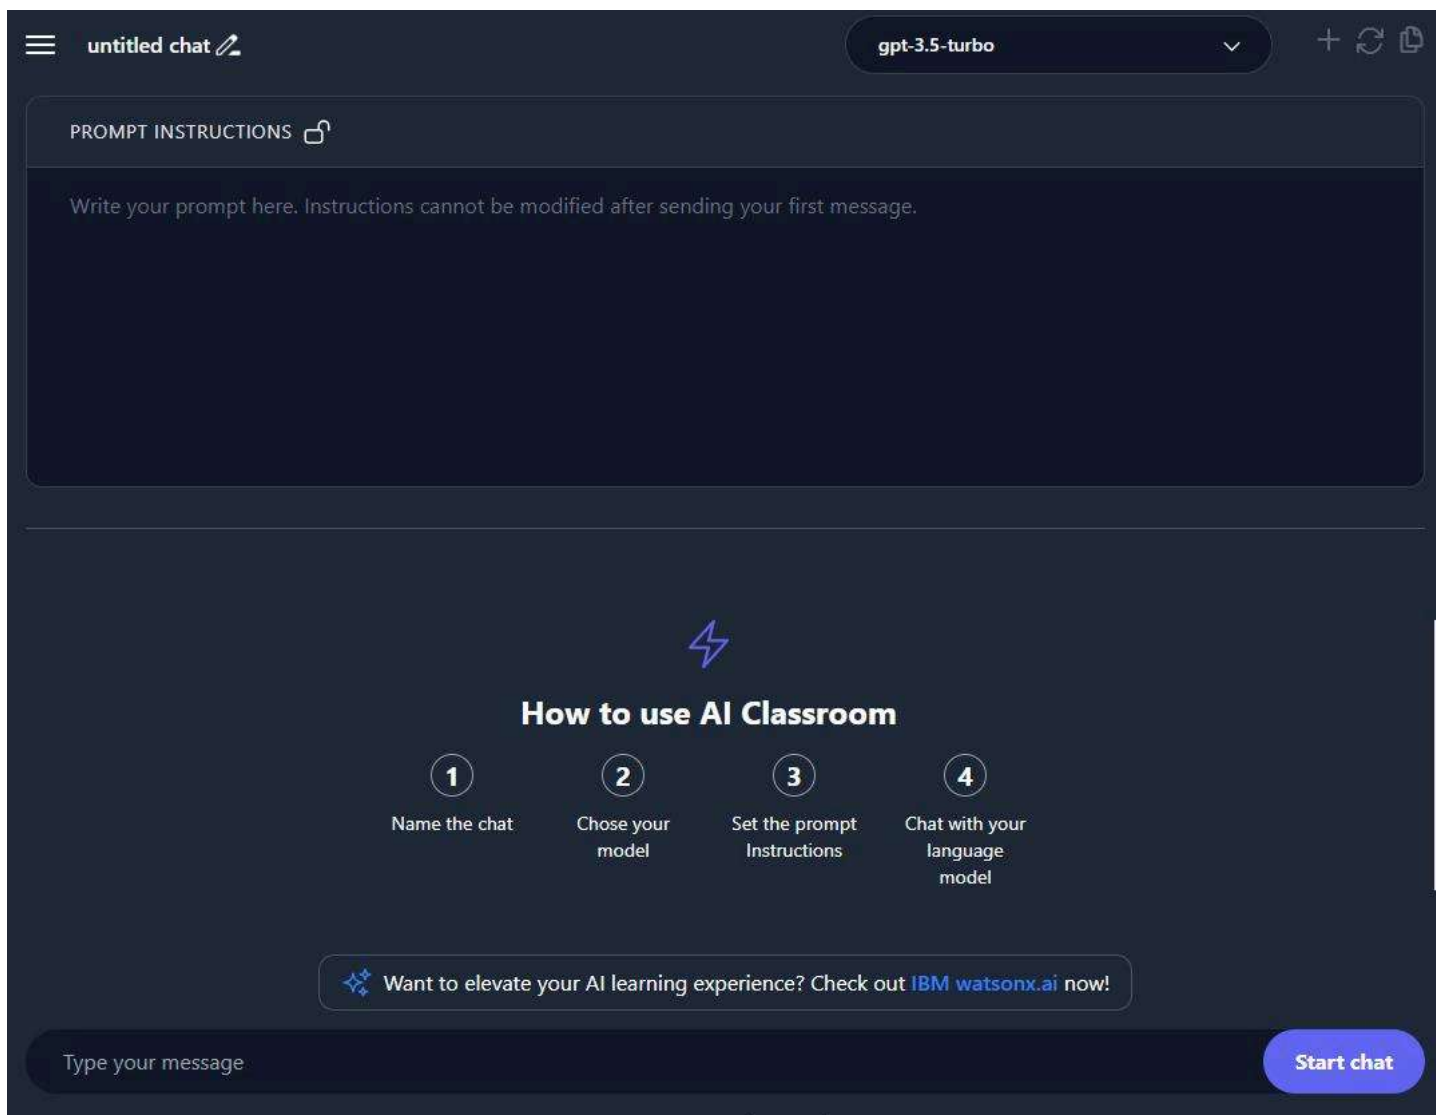 untitled chat
gpt-3.5-turbo
PROMPT INSTRUCTIONS
Write your prompt here. Instructions cannot be modified after sending your first message.
How to use AI Classroom
1
Name the chat
2
Chose your
model
3
Set the prompt
Instructions
4
Chat with your
language
model
Want to elevate your AI learning experience? Check out IBM watsonx.ai now!
Type your message
Start chat